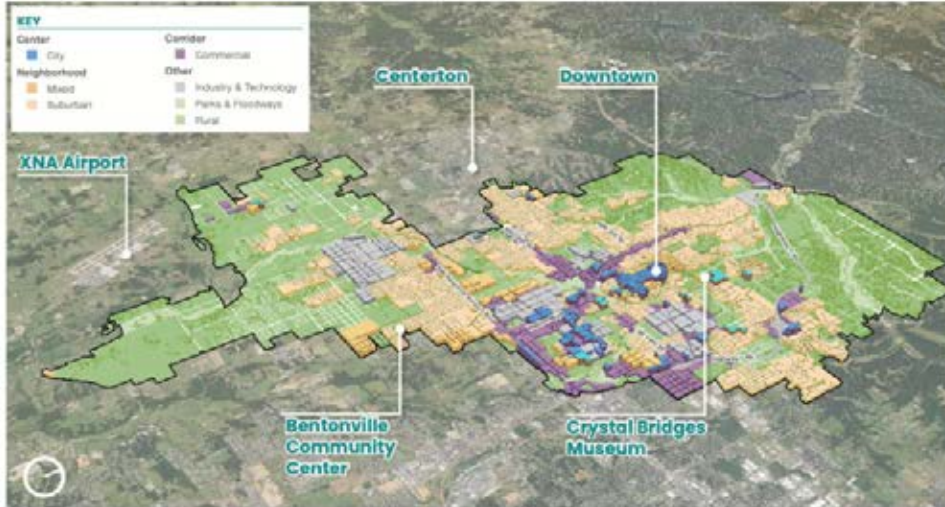 KEY
Center
City
Neighborhood
Mixed
Suburban
Corridor
Commercial
Other
Industry & Technology
Parks & Floodways
Rural
Centerton
Downtown
XNA Airport
Bentonville
Community
Center
Crystal Bridges
Museum